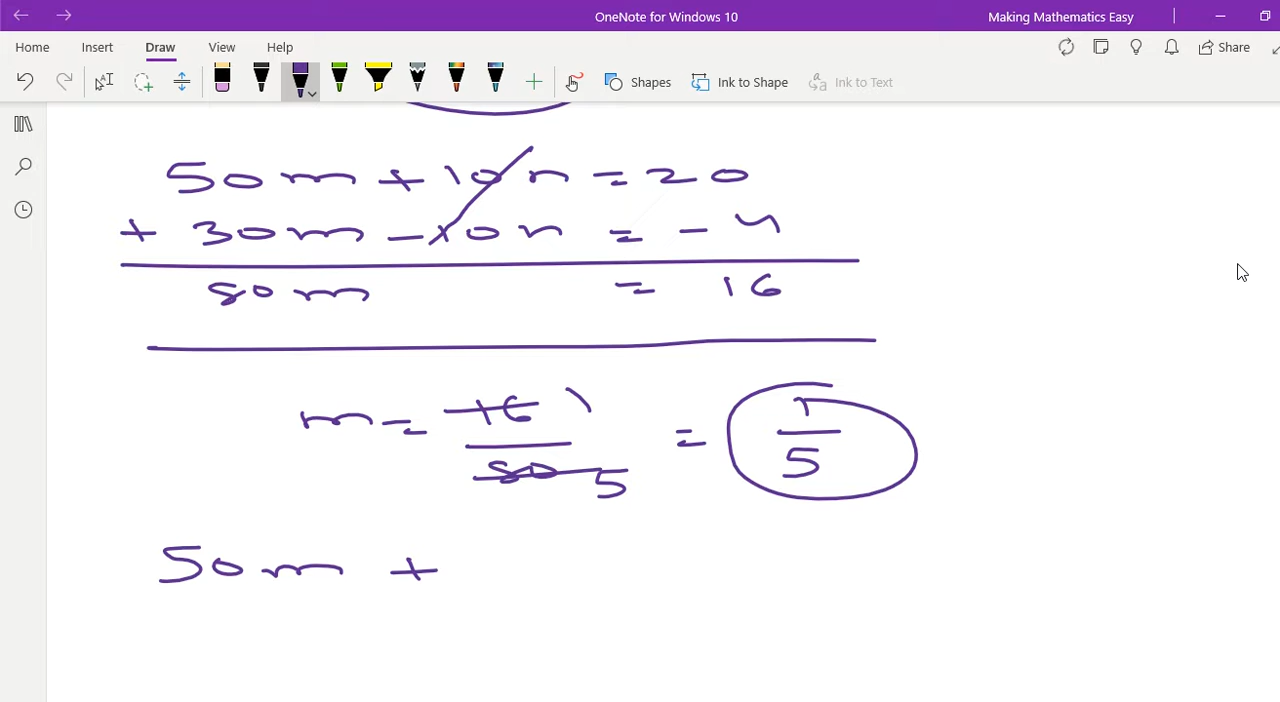 OneNote for Windows 10
Making Mathematics Easy
Home Insert Draw View Help Share
Shapes Ink to Shape Ink to Text
50m + 10n = 20
+ 30m - 10n = - 4
80m = 16
m = 16/80 1/5 = 1/5
50m +